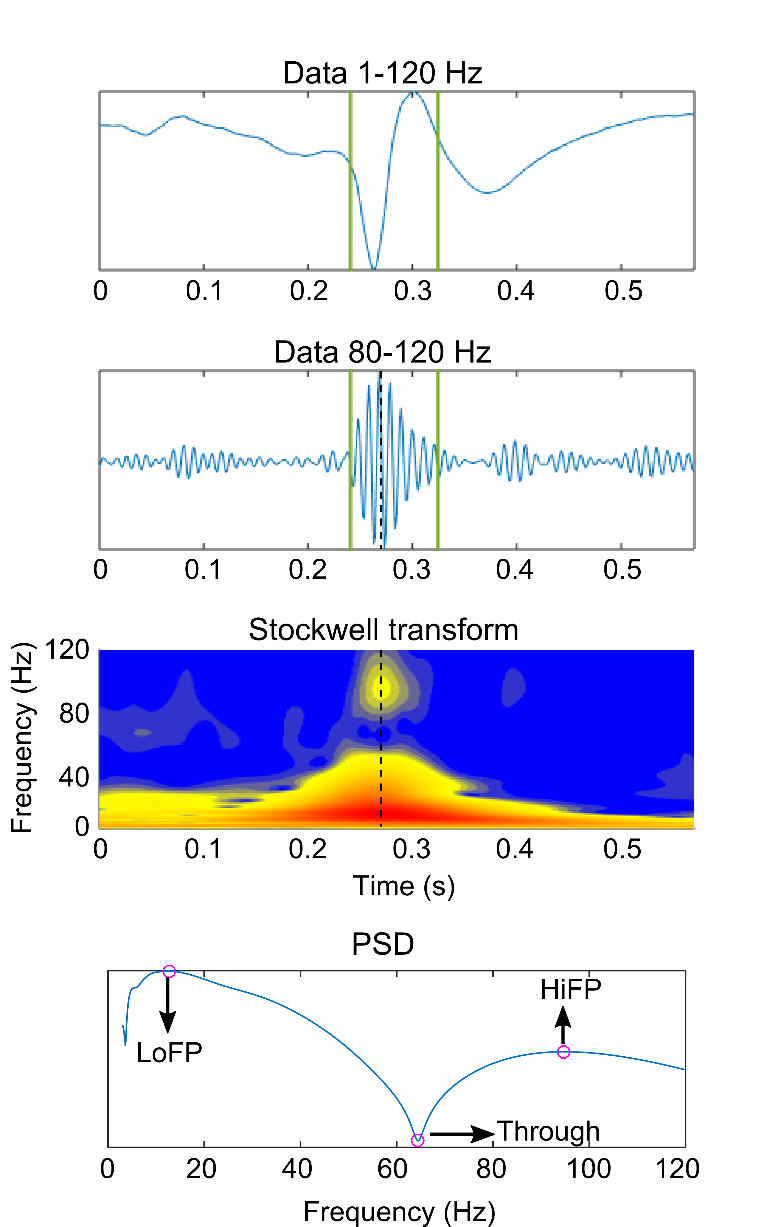 Data 1-120 Hz
0 0.1 0.2 0.3 0.4 0.5
Data 80-120 Hz
0 0.1 0.2 0.3 0.4 0.5
Stockwell transform
Frequency (Hz)
120
80
40
0
0 0.1 0.2 0.3 0.4 0.5
Time (s)
PSD
HiFP
LoFP
Through
0 20 40 60 80 100 120
Frequency (Hz)